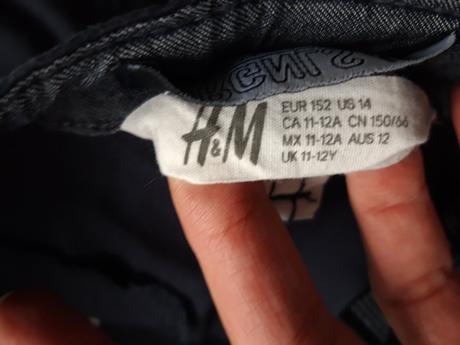 H&M
EUR 152 US 14
CA 11-12A CN 150/66
MX 11-12A AUS 12
UK 11-12Y